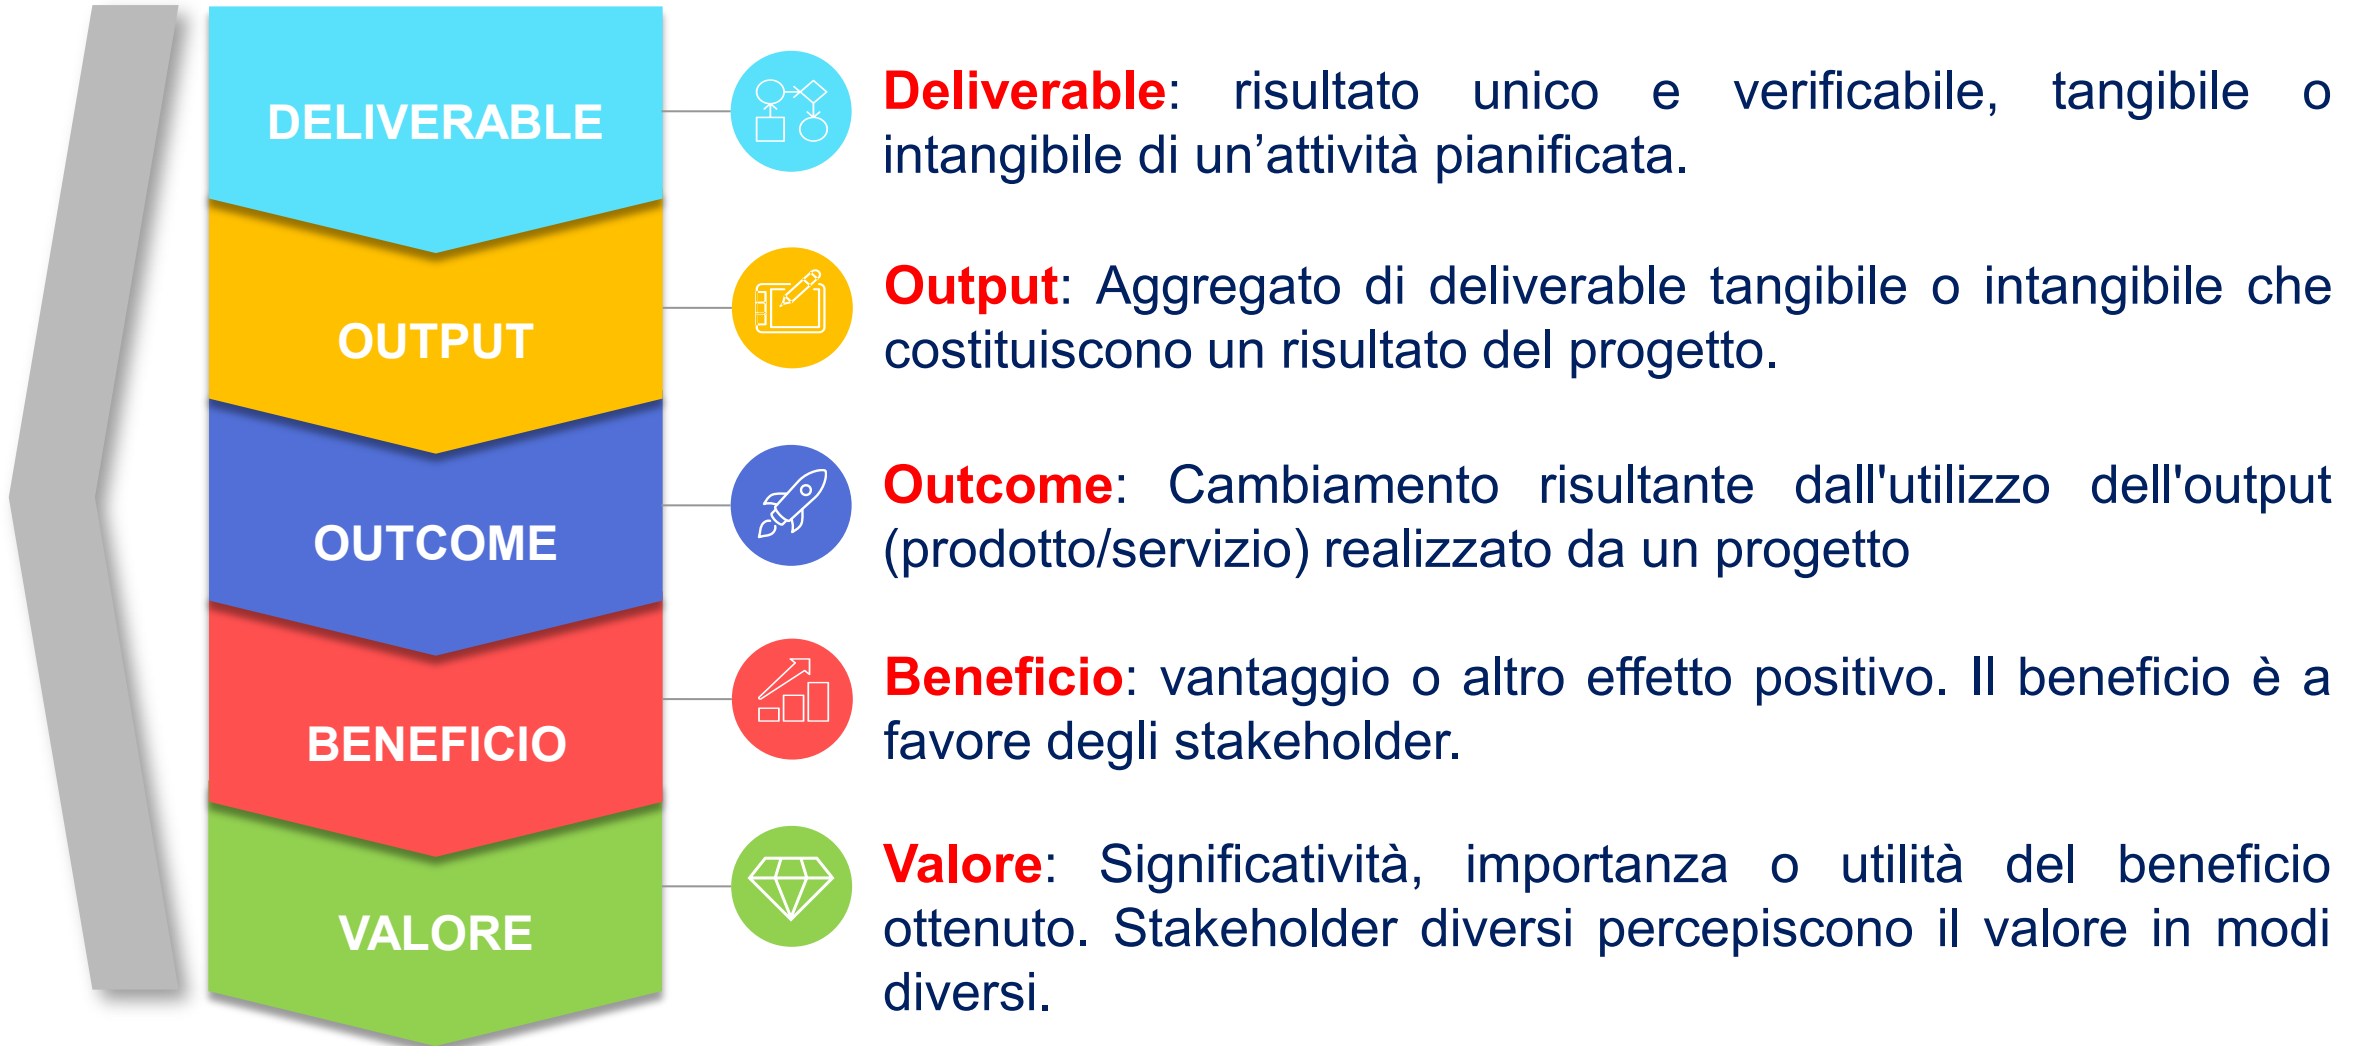 DELIVERABLE
Deliverable: risultato unico e verificabile, tangibile o
intangibile di un’attività pianificata.
OUTPUT
Output: Aggregato di deliverable tangibile o intangibile che
costituiscono un risultato del progetto.
OUTCOME
Outcome: Cambiamento risultante dall'utilizzo dell'output
(prodotto/servizio) realizzato da un progetto
BENEFICIO
Beneficio: vantaggio o altro effetto positivo. Il beneficio è a
favore degli stakeholder.
VALORE
Valore: Significatività, importanza o utilità del beneficio
ottenuto. Stakeholder diversi percepiscono il valore in modi
diversi.